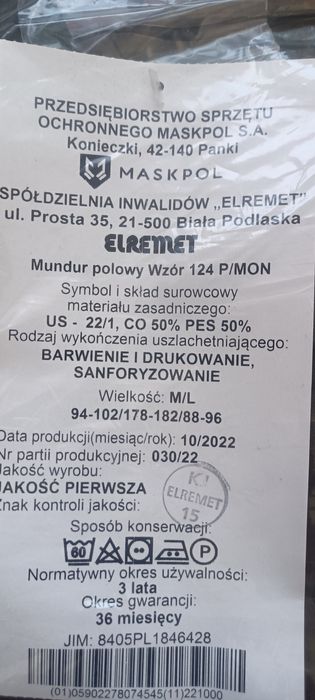 PRZEDSIĘBIORSTWO SPRZĘTU
OCHRONNEGO MASKPOL S.A.
Konieczki, 42-140 Panki
MASKPOL
SPÓŁDZIELNIA INWALIDÓW „ELREMET"
ul. Prosta 35, 21-500 Biała Podlaska
ELREMET
Mundur polowy Wzór 124 P/MON
Symbol i skład surowcowy
materiału zasadniczego:
US - 22/1, CO 50% PES 50%
Rodzaj wykończenia uszlachetniającego:
BARWIENIE I DRUKOWANIE,
SANFORYZOWANIE
Wielkość: M/L
94-102/178-182/88-96
Data produkcji(miesiąc/rok): 10/2022
Nr partii produkcyjnej: 030/22
Jakość wyrobu:
JAKOŚĆ PIERWSZA
Znak kontroli jakości:
KJ
ELREMET
15
Sposób konserwacji:
60
P
Normatywny okres używalności:
3 lata
Okres gwarancji:
36 miesięcy
JIM: 8405PL1846428
(01)05902278074545(11)221000